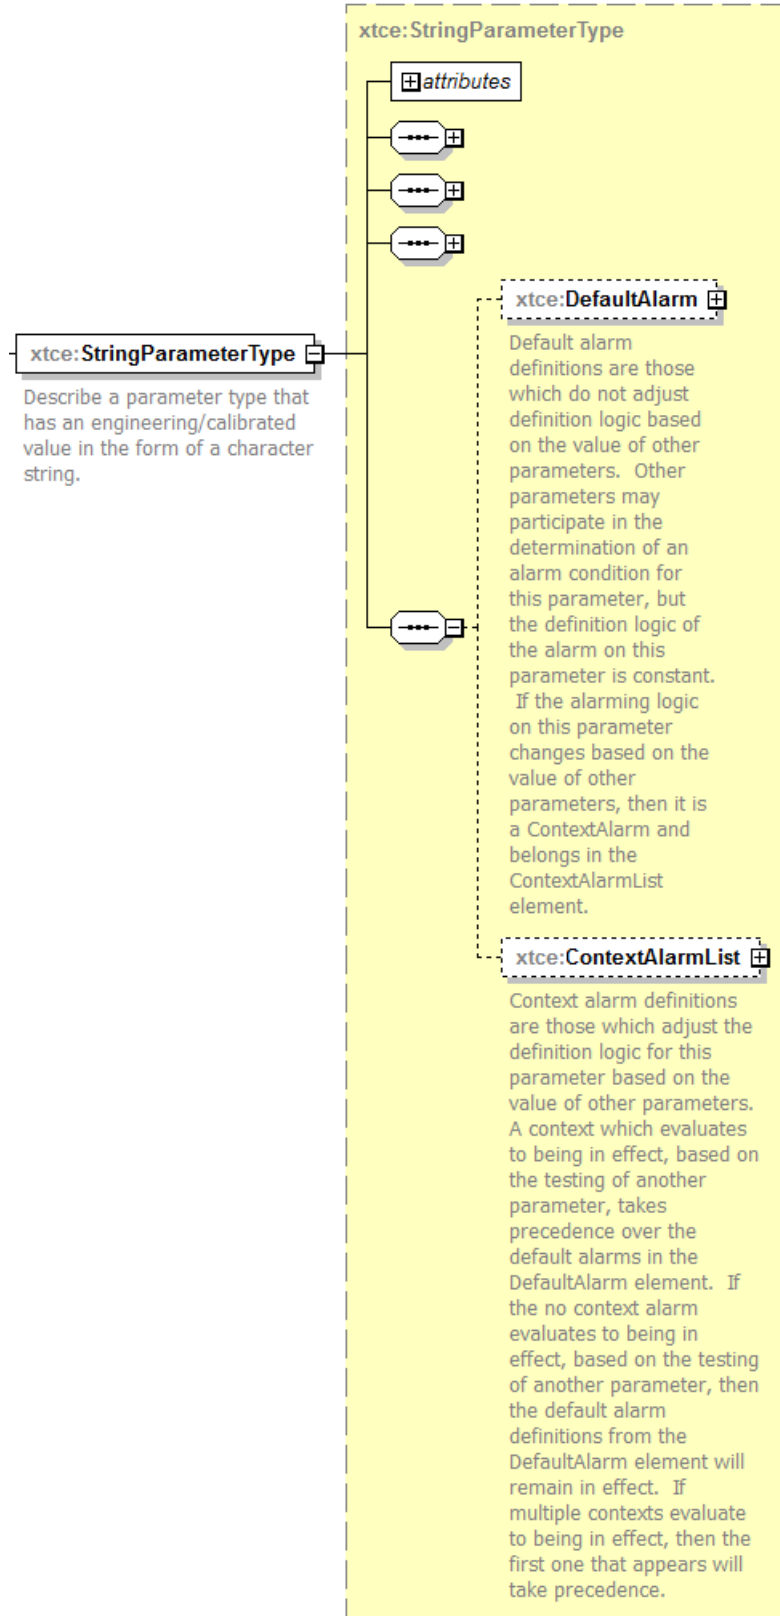 xtce:StringParameterType
attributes
xtce:DefaultAlarm
xtce:StringParameterType
Describe a parameter type that
has an engineering/calibrated
value in the form of a character
string.
Default alarm
definitions are those
which do not adjust
definition logic based
on the value of other
parameters.  Other
parameters may
participate in the
determination of an
alarm condition for
this parameter, but
the definition logic of
the alarm on this
parameter is constant.
If the alarming logic
on this parameter
changes based on the
value of other
parameters, then it is
a ContextAlarm and
belongs in the
ContextAlarmList
element.
xtce:ContextAlarmList
Context alarm definitions
are those which adjust the
definition logic for this
parameter based on the
value of other parameters.
A context which evaluates
to being in effect, based on
the testing of another
parameter, takes
precedence over the
default alarms in the
DefaultAlarm element.  If
the no context alarm
evaluates to being in
effect, based on the testing
of another parameter, then
the default alarm
definitions from the
DefaultAlarm element will
remain in effect.  If
multiple contexts evaluate
to being in effect, then the
first one that appears will
take precedence.